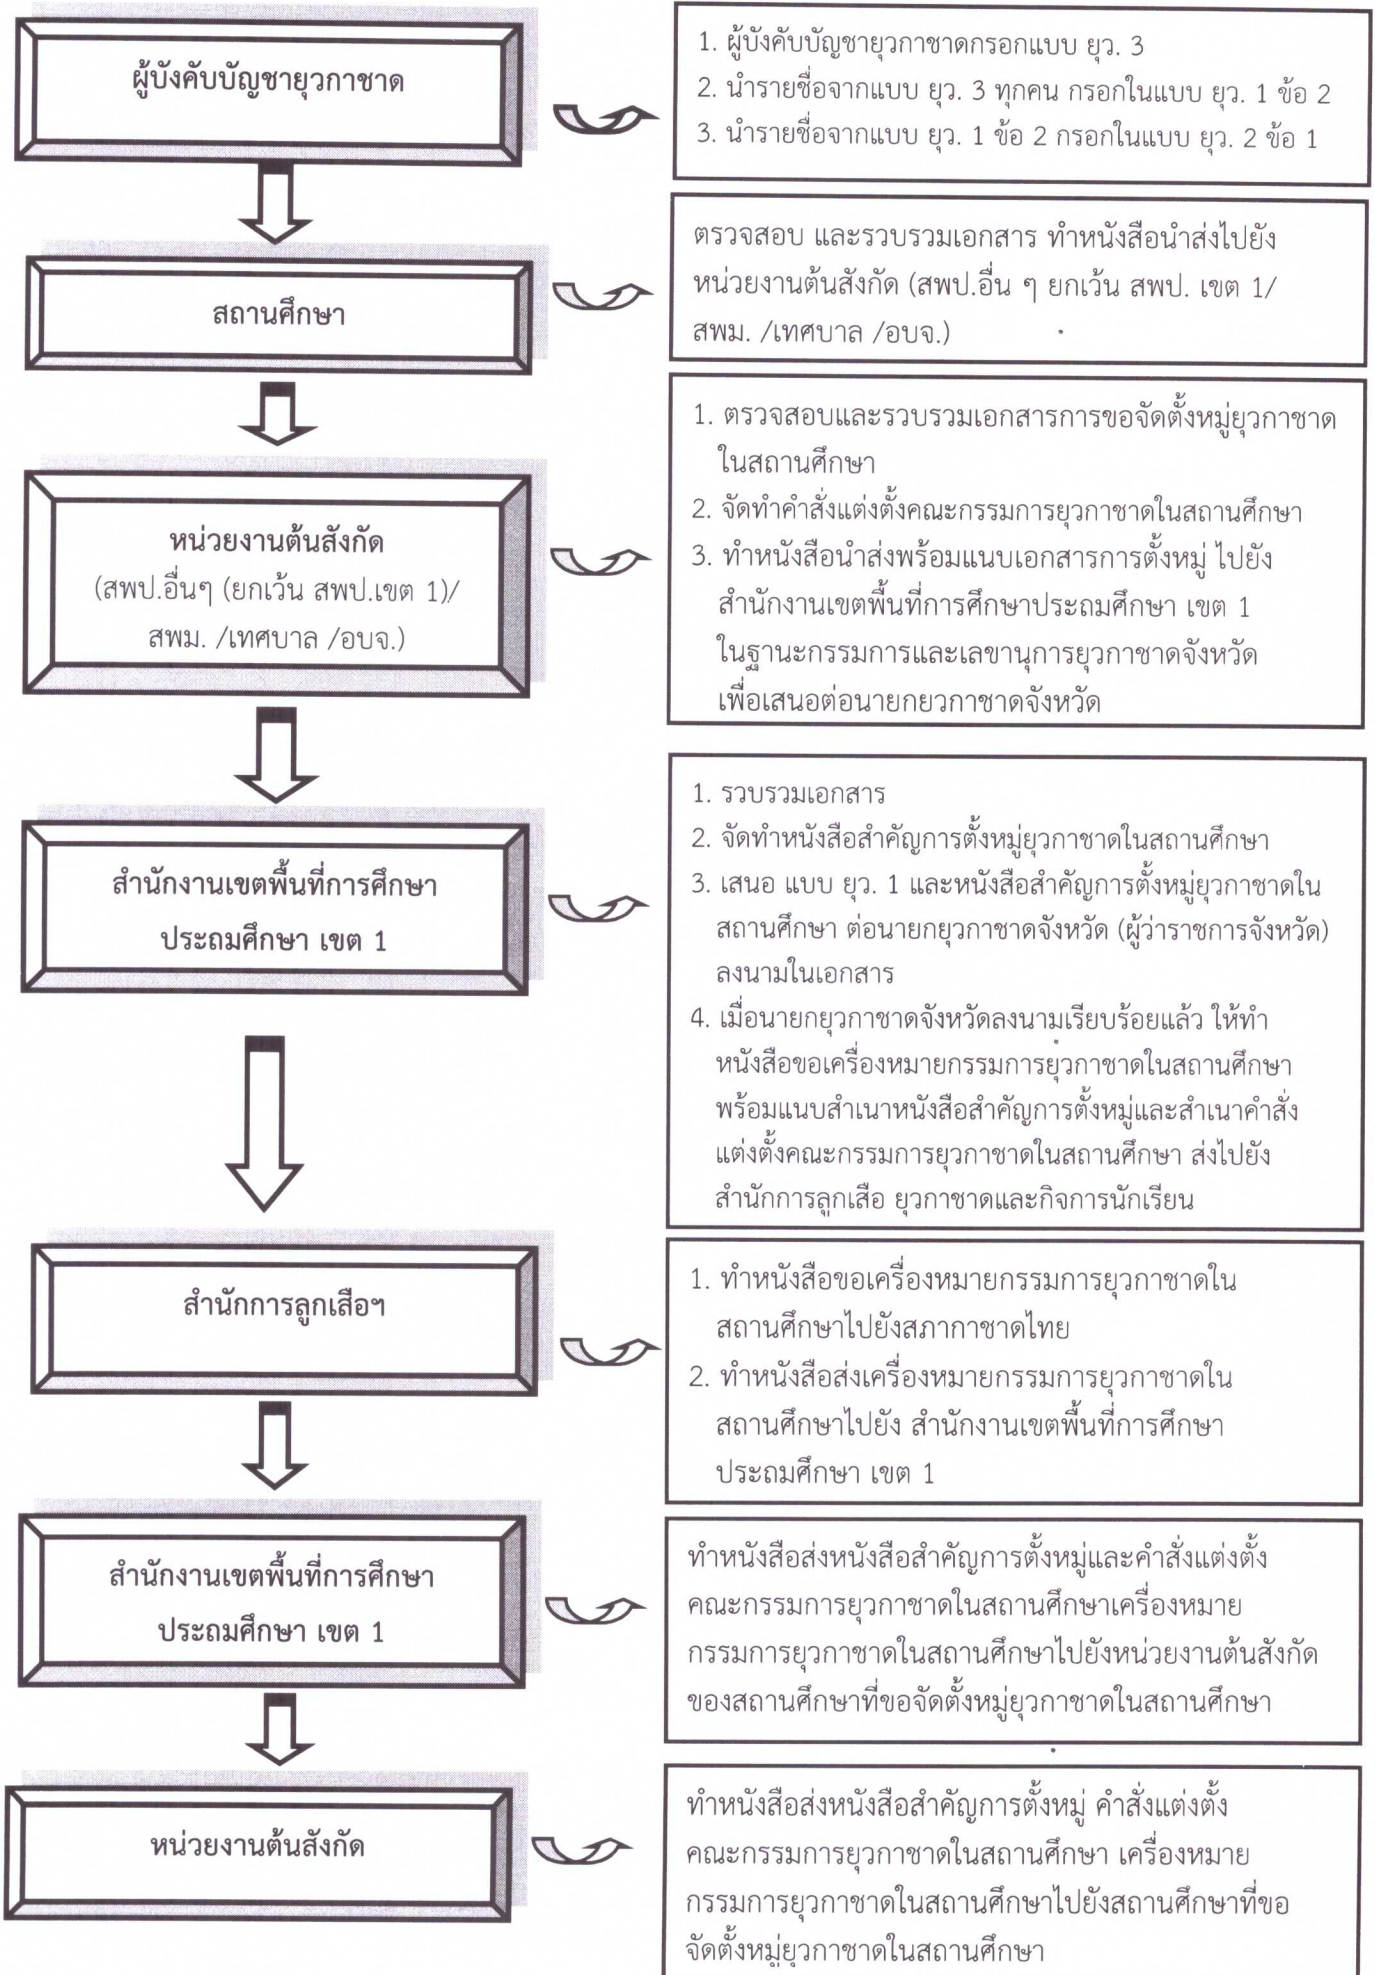 ผู้บังคับบัญชายุวกาชาด
1. ผู้บังคับบัญชายุวกาชาดกรอกแบบ ยุว. 3
2. นำรายชื่อจากแบบ ยุว. 3 ทุกคน กรอกในแบบ ยุว. 1 ข้อ 2
3. นำรายชื่อจากแบบ ยุว. 1 ข้อ 2 กรอกในแบบ ยุว. 2 ข้อ 1
สถานศึกษา
ตรวจสอบ และรวบรวมเอกสาร ทำหนังสือนำส่งไปยัง
หน่วยงานต้นสังกัด (สพป.อื่น ๆ ยกเว้น สพป. เขต 1/
สพม. /เทศบาล /อบจ.)
หน่วยงานต้นสังกัด
(สพป.อื่นๆ (ยกเว้น สพป.เขต 1)/
สพม. /เทศบาล /อบจ.)
1. ตรวจสอบและรวบรวมเอกสารการขอจัดตั้งหมู่ยุวกาชาด
ในสถานศึกษา
2. จัดทำคำสั่งแต่งตั้งคณะกรรมการยุวกาชาดในสถานศึกษา
3. ทำหนังสือนำส่งพร้อมแนบเอกสารการตั้งหมู่ ไปยัง
สำนักงานเขตพื้นที่การศึกษาประถมศึกษา เขต 1
ในฐานะกรรมการและเลขานุการยุวกาชาดจังหวัด
เพื่อเสนอต่อนายกยวกาชาดจังหวัด
สำนักงานเขตพื้นที่การศึกษา
ประถมศึกษา เขต 1
1. รวบรวมเอกสาร
2. จัดทำหนังสือสำคัญการตั้งหมู่ยุวกาชาดในสถานศึกษา
3. เสนอ แบบ ยุว. 1 และหนังสือสำคัญการตั้งหมู่ยุวกาชาดใน
สถานศึกษา ต่อนายกยุวกาชาดจังหวัด (ผู้ว่าราชการจังหวัด)
ลงนามในเอกสาร
4. เมื่อนายกยุวกาชาดจังหวัดลงนามเรียบร้อยแล้ว ให้ทำ
หนังสือขอเครื่องหมายกรรมการยุวกาชาดในสถานศึกษา
พร้อมแนบสำเนาหนังสือสำคัญการตั้งหมู่และสำเนาคำสั่ง
แต่งตั้งคณะกรรมการยุวกาชาดในสถานศึกษา ส่งไปยัง
สำนักการลูกเสือ ยุวกาชาดและกิจการนักเรียน
สำนักการลูกเสือฯ
1. ทำหนังสือขอเครื่องหมายกรรมการยุวกาชาดใน
สถานศึกษาไปยังสภากาชาดไทย
2. ทำหนังสือส่งเครื่องหมายกรรมการยุวกาชาดใน
สถานศึกษาไปยัง สำนักงานเขตพื้นที่การศึกษา
ประถมศึกษา เขต 1
สำนักงานเขตพื้นที่การศึกษา
ประถมศึกษา เขต 1
ทำหนังสือส่งหนังสือสำคัญการตั้งหมู่และคำสั่งแต่งตั้ง
คณะกรรมการยุวกาชาดในสถานศึกษาเครื่องหมาย
กรรมการยุวกาชาดในสถานศึกษาไปยังหน่วยงานต้นสังกัด
ของสถานศึกษาที่ขอจัดตั้งหมู่ยุวกาชาดในสถานศึกษา
หน่วยงานต้นสังกัด
ทำหนังสือส่งหนังสือสำคัญการตั้งหมู่ คำสั่งแต่งตั้ง
คณะกรรมการยุวกาชาดในสถานศึกษา เครื่องหมาย
กรรมการยุวกาชาดในสถานศึกษาไปยังสถานศึกษาที่ขอ
จัดตั้งหมู่ยุวกาชาดในสถานศึกษา